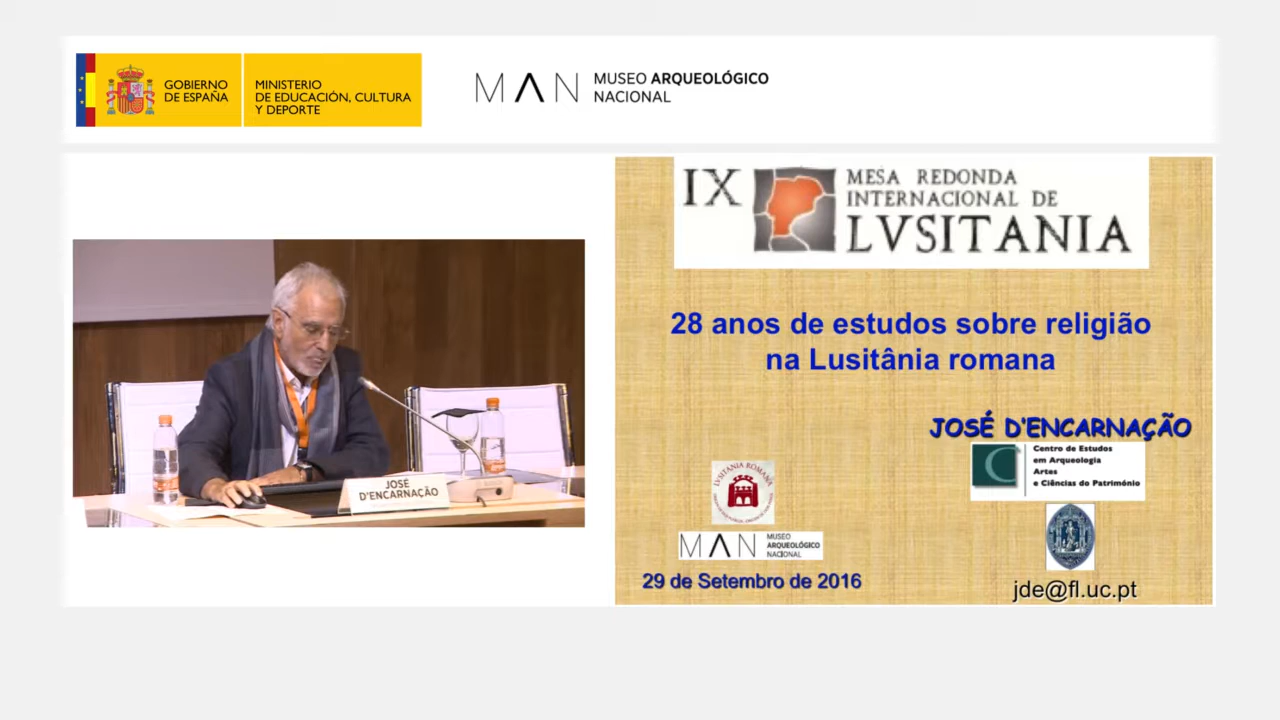 GOBIERNO
DE ESPAÑA
MINISTERIO
DE EDUCACIÓN, CULTURA
Y DEPORTE
MAN
MUSEO ARQUEOLÓGICO
NACIONAL
IX
MESA REDONDA
INTERNACIONAL DE
LVSITANIA
28 anos de estudos sobre religião
na Lusitânia romana
JOSÉ D'ENCARNAÇÃO
Centro de Estudos
em Arqueologia
Artes
e Ciências do Património
LVSITANIA ROMANA
MAN
MUSEO
ARQUEOLÓGICO
NACIONAL
29 de Setembro de 2016
jde@fl.uc.pt
JOSÉ
D'ENCARNAÇÃO